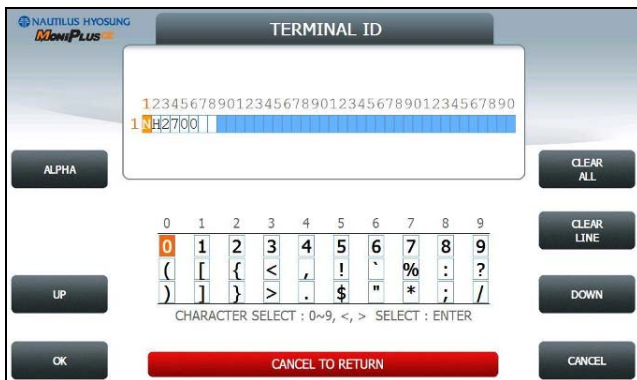 NAUTILUS HYOSUNG
MoniPlus CE
TERMINAL ID
1234567890123456789012345678901234567890
1 NH2700
ALPHA
CLEAR ALL
0 1 2 3 4 5 6 7 8 9
0 1 2 3 4 5 6 7 8 9
( [ { < , ! ` % : ?
) ] } > . $ " * ; /
CLEAR LINE
UP
DOWN
CHARACTER SELECT : 0~9, <, > SELECT : ENTER
OK
CANCEL TO RETURN
CANCEL